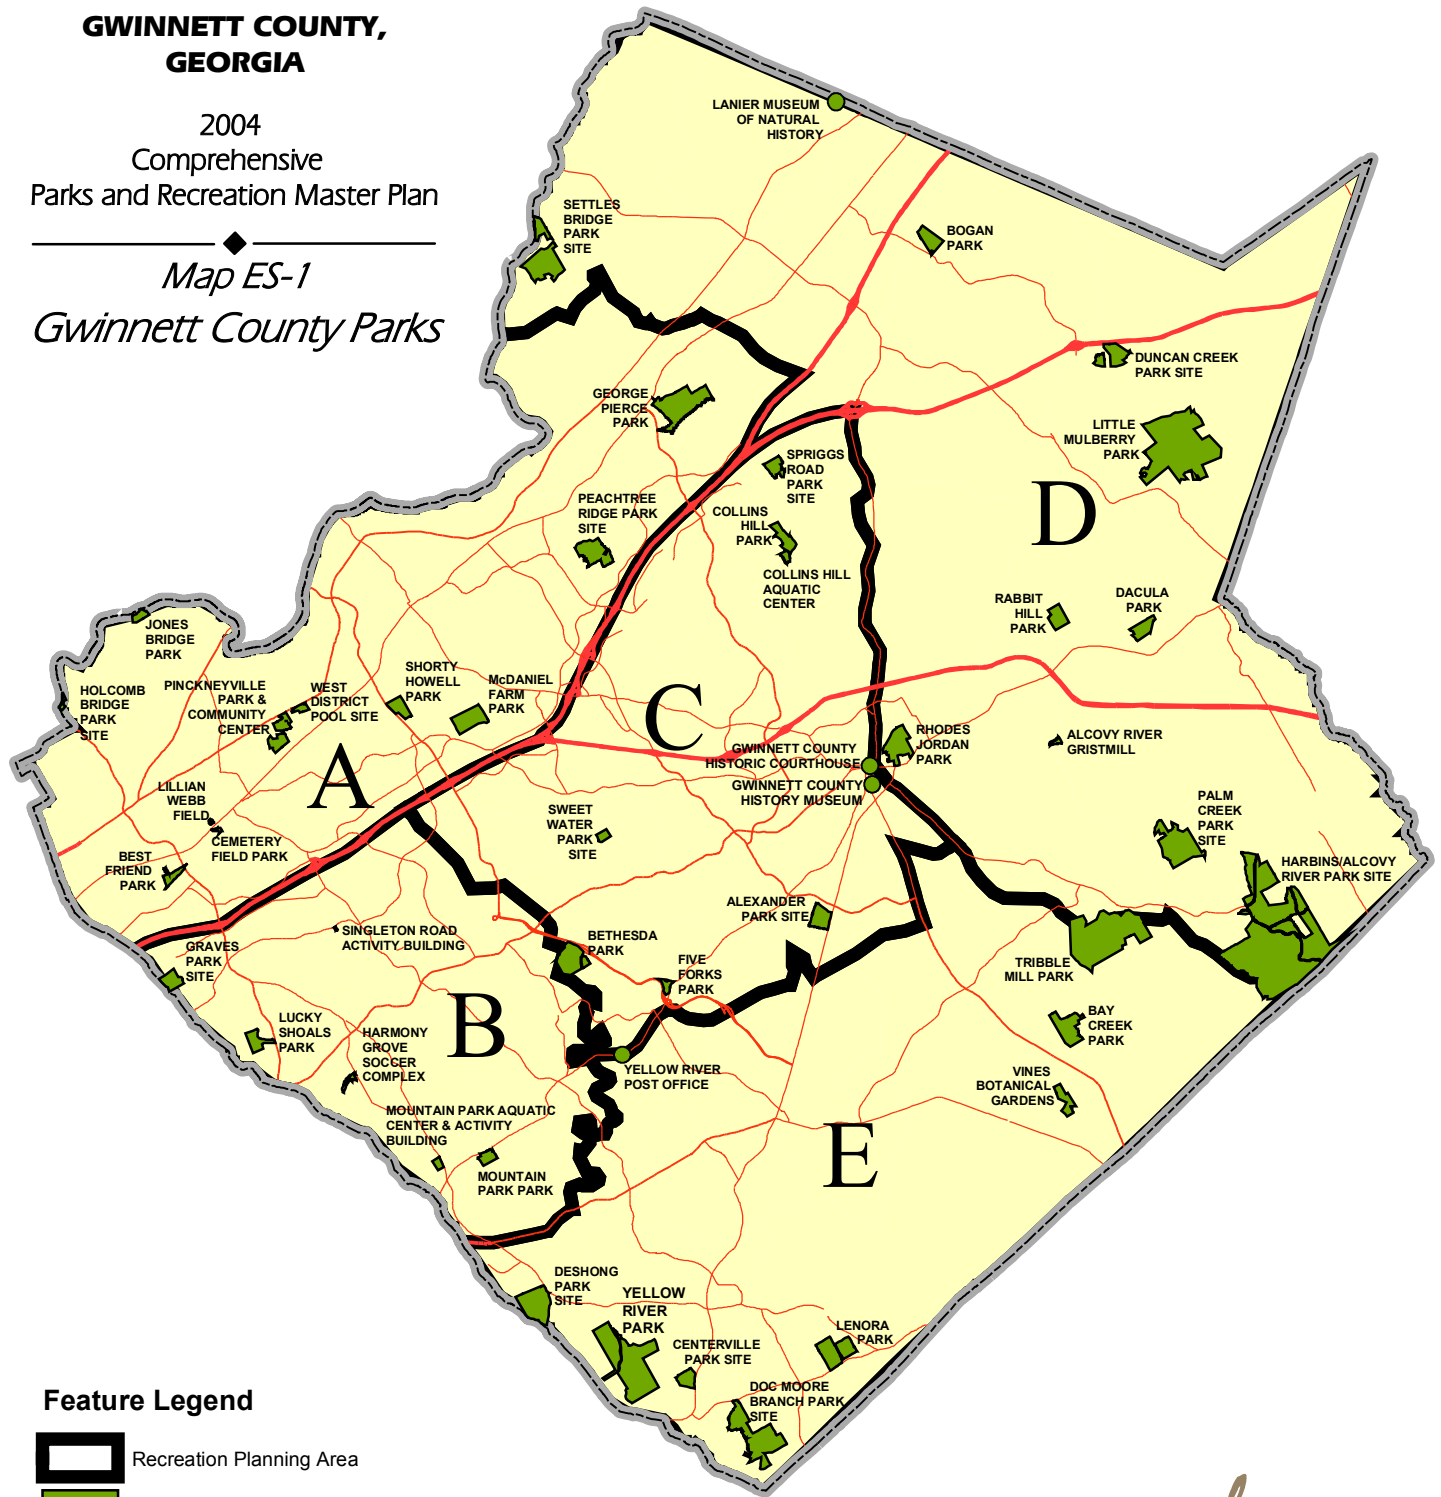 GWINNETT COUNTY,
GEORGIA
2004
Comprehensive
Parks and Recreation Master Plan
Map ES-1
Gwinnett County Parks
LANIER MUSEUM
OF NATURAL
HISTORY
SETTLES
BRIDGE
PARK
SITE
BOGAN
PARK
DUNCAN CREEK
PARK SITE
GEORGE
PIERCE
PARK
LITTLE
MULBERRY
PARK
SPRIGGS
ROAD
PARK
SITE
PEACHTREE
RIDGE PARK
SITE
COLLINS
HILL
PARK
D
COLLINS HILL
AQUATIC
CENTER
RABBIT
HILL
PARK
DACULA
PARK
JONES
BRIDGE
PARK
HOLCOMB
BRIDGE
PARK
SITE
PINCKNEYVILLE
PARK &
COMMUNITY
CENTER
WEST
DISTRICT
POOL SITE
SHORTY
HOWELL
PARK
McDANIEL
FARM
PARK
C
RHODES
JORDAN
PARK
ALCOVY RIVER
GRISTMILL
GWINNETT COUNTY
HISTORIC COURTHOUSE
GWINNETT COUNTY
HISTORY MUSEUM
A
LILLIAN
WEBB
FIELD
CEMETERY
FIELD PARK
SWEET
WATER
PARK
SITE
PALM
CREEK
PARK
SITE
BEST
FRIEND
PARK
HARBINS/ALCOVY
RIVER PARK SITE
ALEXANDER
PARK SITE
SINGLETON ROAD
ACTIVITY BUILDING
BETHESDA
PARK
GRAVES
PARK
SITE
FIVE
FORKS
PARK
TRIBBLE
MILL PARK
B
LUCKY
SHOALS
PARK
HARMONY
GROVE
SOCCER
COMPLEX
BAY
CREEK
PARK
YELLOW RIVER
POST OFFICE
VINES
BOTANICAL
GARDENS
MOUNTAIN PARK AQUATIC
CENTER & ACTIVITY
BUILDING
E
MOUNTAIN
PARK PARK
DESHONG
PARK
SITE
YELLOW
RIVER
PARK
LENORA
PARK
CENTERVILLE
PARK SITE
DOC MOORE
BRANCH PARK
SITE
Feature Legend
Recreation Planning Area